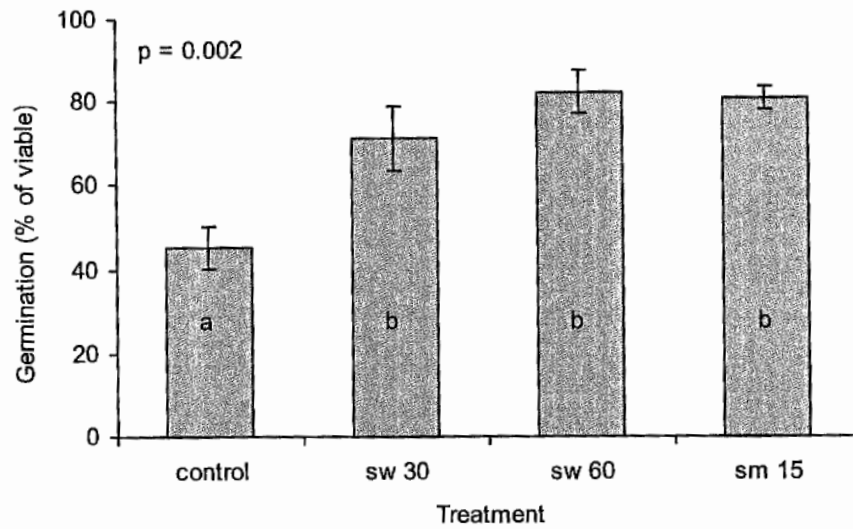 100
p = 0.002
80
60
40
20
0
Germination (% of viable)
a
b
b
b
control
sw 30
sw 60
sm 15
Treatment